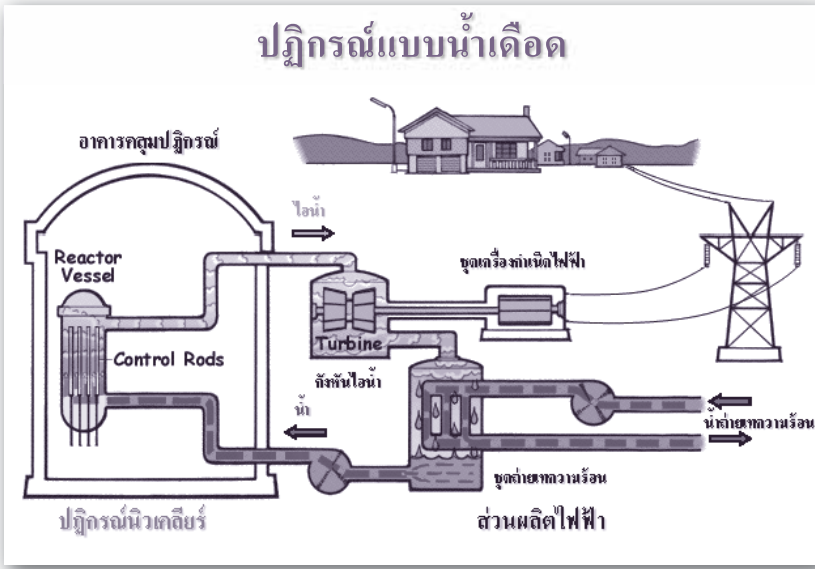 ปฏิกรณ์แบบน้ำเดือด
อาคารคลุมปฏิกรณ์
ไอน้ำ
Reactor
Vessel
ชุดเครื่องกำเนิดไฟฟ้า
Turbine
Control Rods
กังหันไอน้ำ
น้ำ
น้ำถ่ายเทความร้อน
ชุดถ่ายเทความร้อน
ปฏิกรณ์นิวเคลียร์
ส่วนผลิตไฟฟ้า